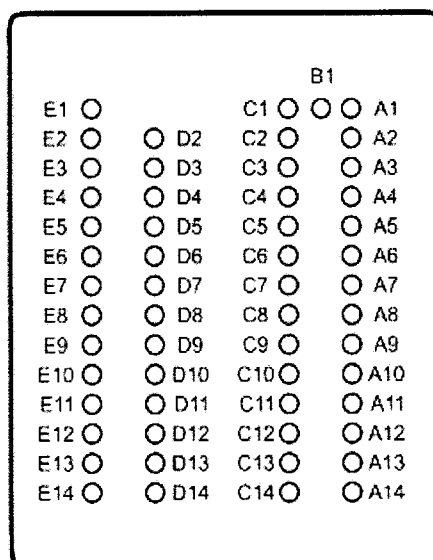 B1
E1 C1 A1
E2 D2 C2 A2
E3 D3 C3 A3
E4 D4 C4 A4
E5 D5 C5 A5
E6 D6 C6 A6
E7 D7 C7 A7
E8 D8 C8 A8
E9 D9 C9 A9
E10 D10 C10 A10
E11 D11 C11 A11
E12 D12 C12 A12
E13 D13 C13 A13
E14 D14 C14 A14